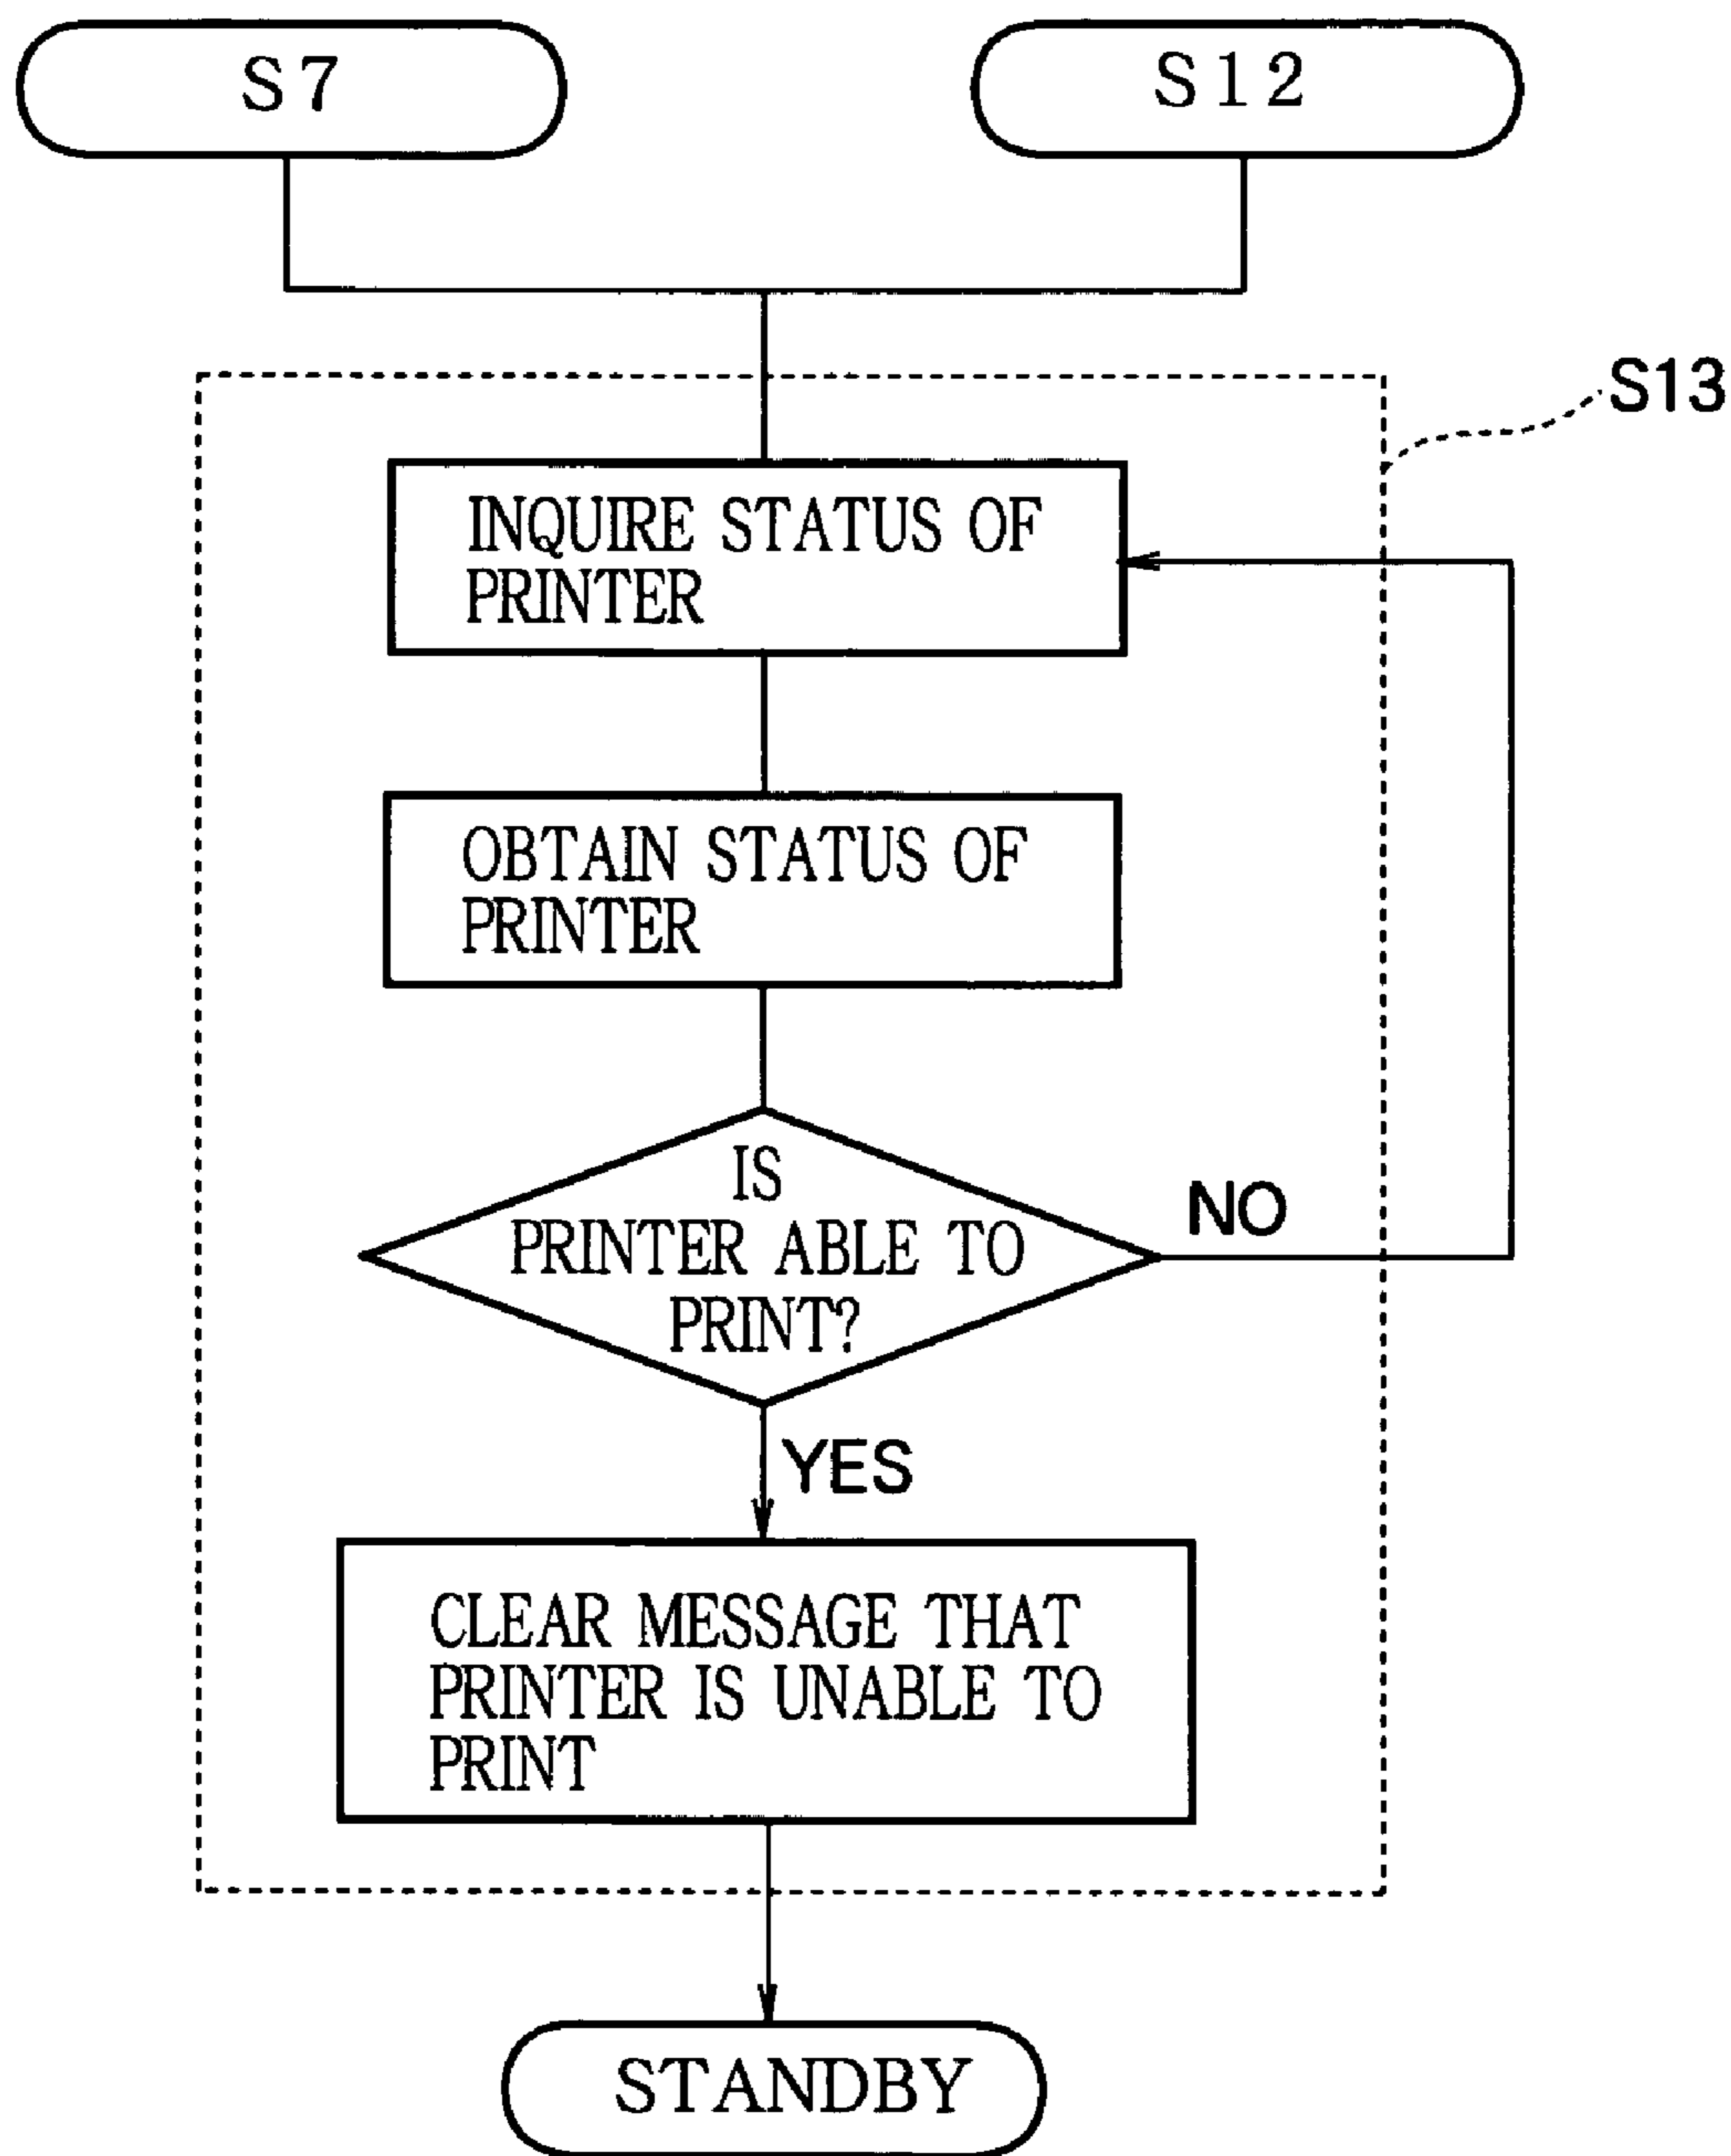 S7
S12
S13
INQUIRE STATUS OF
PRINTER
OBTAIN STATUS OF
PRINTER
IS
PRINTER ABLE TO
PRINT?
NO
YES
CLEAR MESSAGE THAT
PRINTER IS UNABLE TO
PRINT
STANDBY